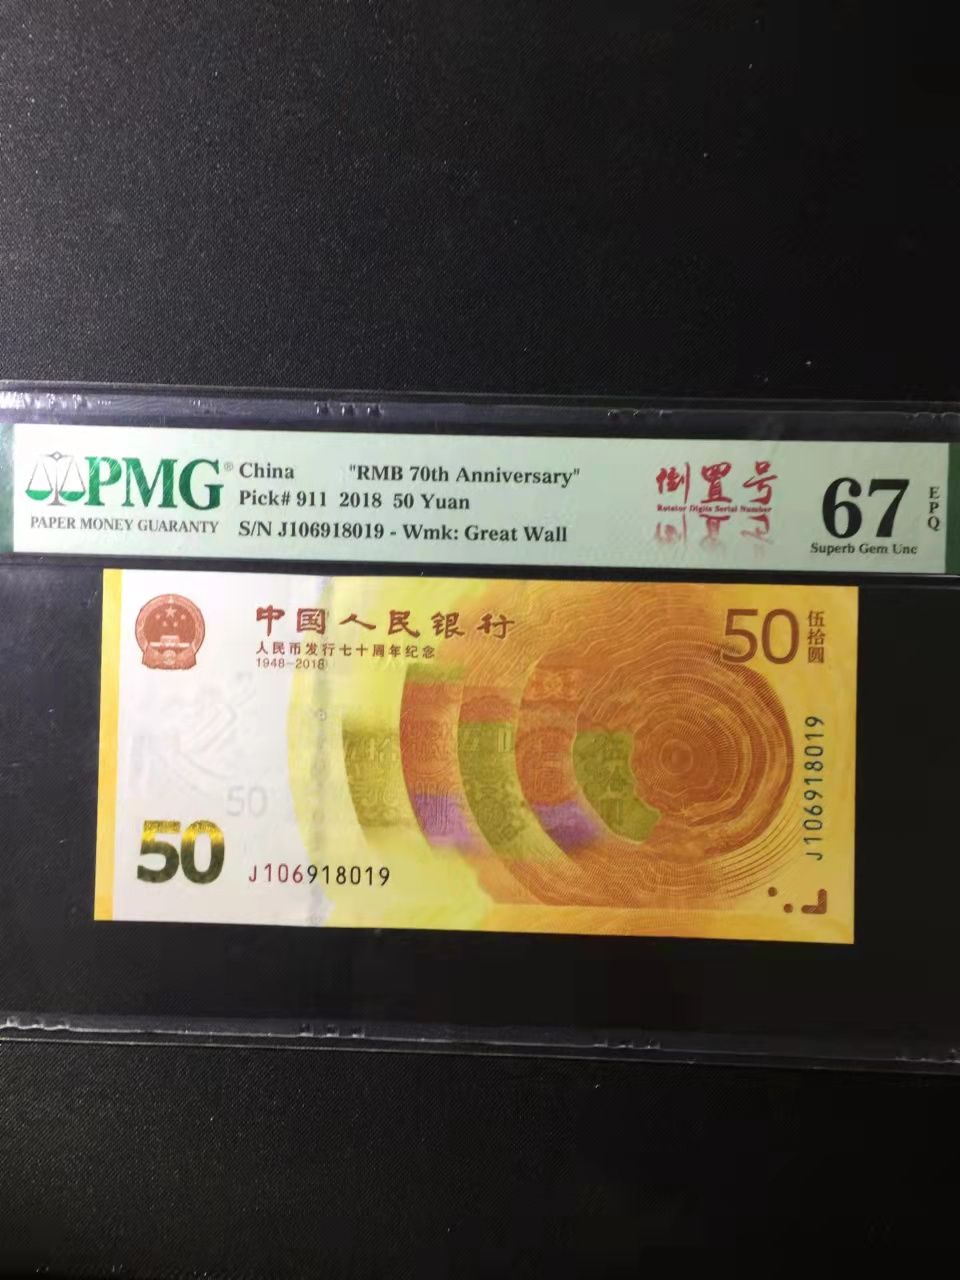 PMG®
PAPER MONEY GUARANTY
China "RMB 70th Anniversary"
Pick# 911 2018 50 Yuan
S/N J106918019 - Wmk: Great Wall
倒置号
Rotator Digits Serial Number
67
EPQ
Superb Gem Unc
中国人民银行
人民币发行七十周年纪念
1948-2018
50
伍拾圆
J106918019
50
50
J106918019